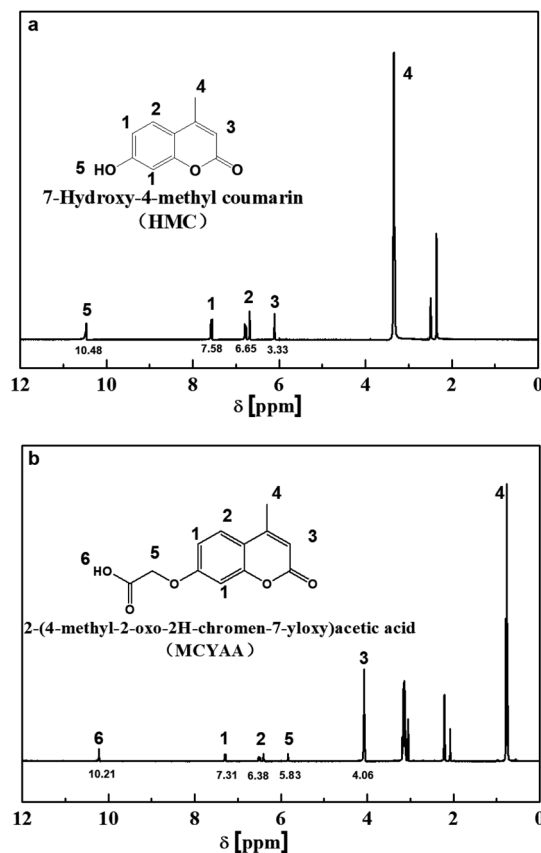 a
4
4
2
1
3
5 HO
1
O
O
7-Hydroxy-4-methyl coumarin
（HMC）
5
1
2
3
10.48
7.58
6.65
3.33
12
10
8
6
4
2
0
δ [ppm]
b
4
4
2
5
1
3
6
HO
O
O
1
O
O
2-(4-methyl-2-oxo-2H-chromen-7-yloxy)acetic acid
（MCYAA）
3
6
1
2
5
10.21
7.31
6.38
5.83
4.06
12
10
8
6
4
2
0
δ [ppm]